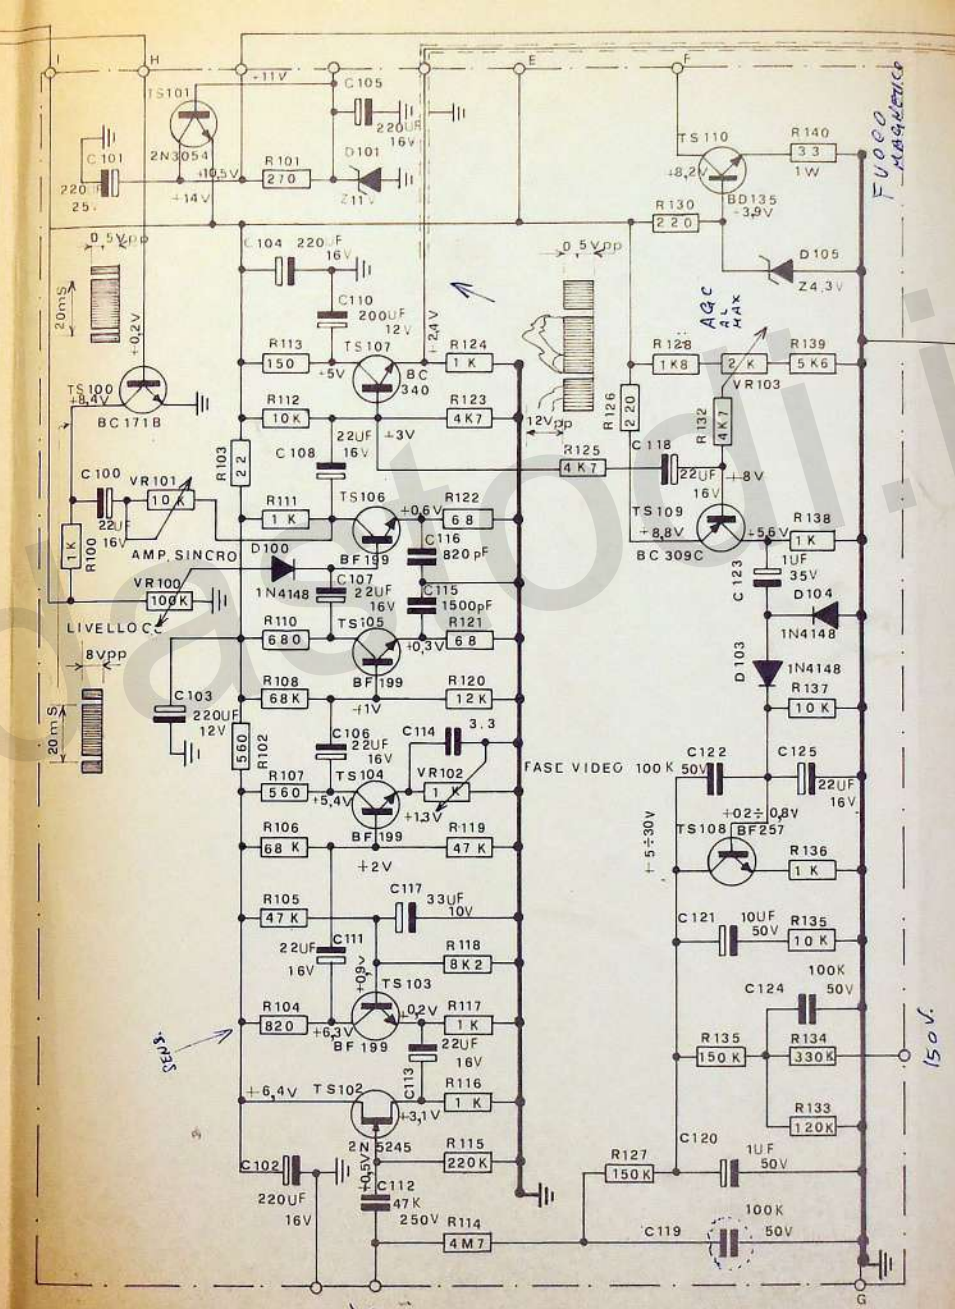 I
H
E
F
-11V
TS101
C105
220UF
16V
2N3054
C101
25.
+10,5V
+14V
R101
270
D101
Z11V
TS110
+8,2V
R140
33
1W
BD135
-3,9V
R130
220
D105
Z4,3V
FUOCO
MAGNETICO
0,5Vpp
20mS
+0,2V
C104
220UF
16V
C110
200UF
12V
0,5Vpp
AGC
AL
MAX
+2,4V
R113
150
+5V
TS107
BC
340
R124
1K
R128
1K8
2K
VR103
R139
5K6
TS100
+8,4V
BC171B
R112
10K
+3V
R123
4K7
12Vpp
R126
220
R132
4K7
R103
22
C108
22UF
16V
R125
4K7
C118
22UF
16V
+8V
C100
22UF
16V
VR101
10K
R111
1K
TS106
BF199
+0,6V
R122
68
C116
820pF
TS109
+8,8V
BC309C
+5,6V
R138
1K
R100
1K
AMP, SINCRO
D100
1N4148
C107
22UF
16V
C115
1500pF
C123
1UF
35V
VR100
100K
D104
1N4148
LIVELLO
R110
680
TS105
BF199
+0,3V
R121
68
8Vpp
20mS
D103
1N4148
C103
220UF
12V
R108
68K
+1V
R120
12K
R137
10K
R102
560
C106
22UF
16V
C114
3.3
FASE VIDEO
100K
C122
50V
C125
22UF
16V
R107
560
+5,4V
TS104
BF199
VR102
1K
+1,3V
+02÷0,8V
TS108
BF257
+5÷30V
R106
68K
+2V
R119
47K
R136
1K
R105
47K
C117
33UF
10V
C121
10UF
50V
R135
10K
C111
22UF
16V
+0,9V
R118
8K2
100K
C124
50V
R104
820
+6,3V
TS103
BF199
+0,2V
R117
1K
22UF
16V
C113
R135
150K
R134
330K
150V.
SENS.
+6,4V
TS102
+3,1V
2N5245
R116
1K
R133
120K
C102
220UF
16V
+0,5V
R115
220K
C112
47K
250V
R127
150K
C120
1UF
50V
R114
4M7
C119
100K
50V
G